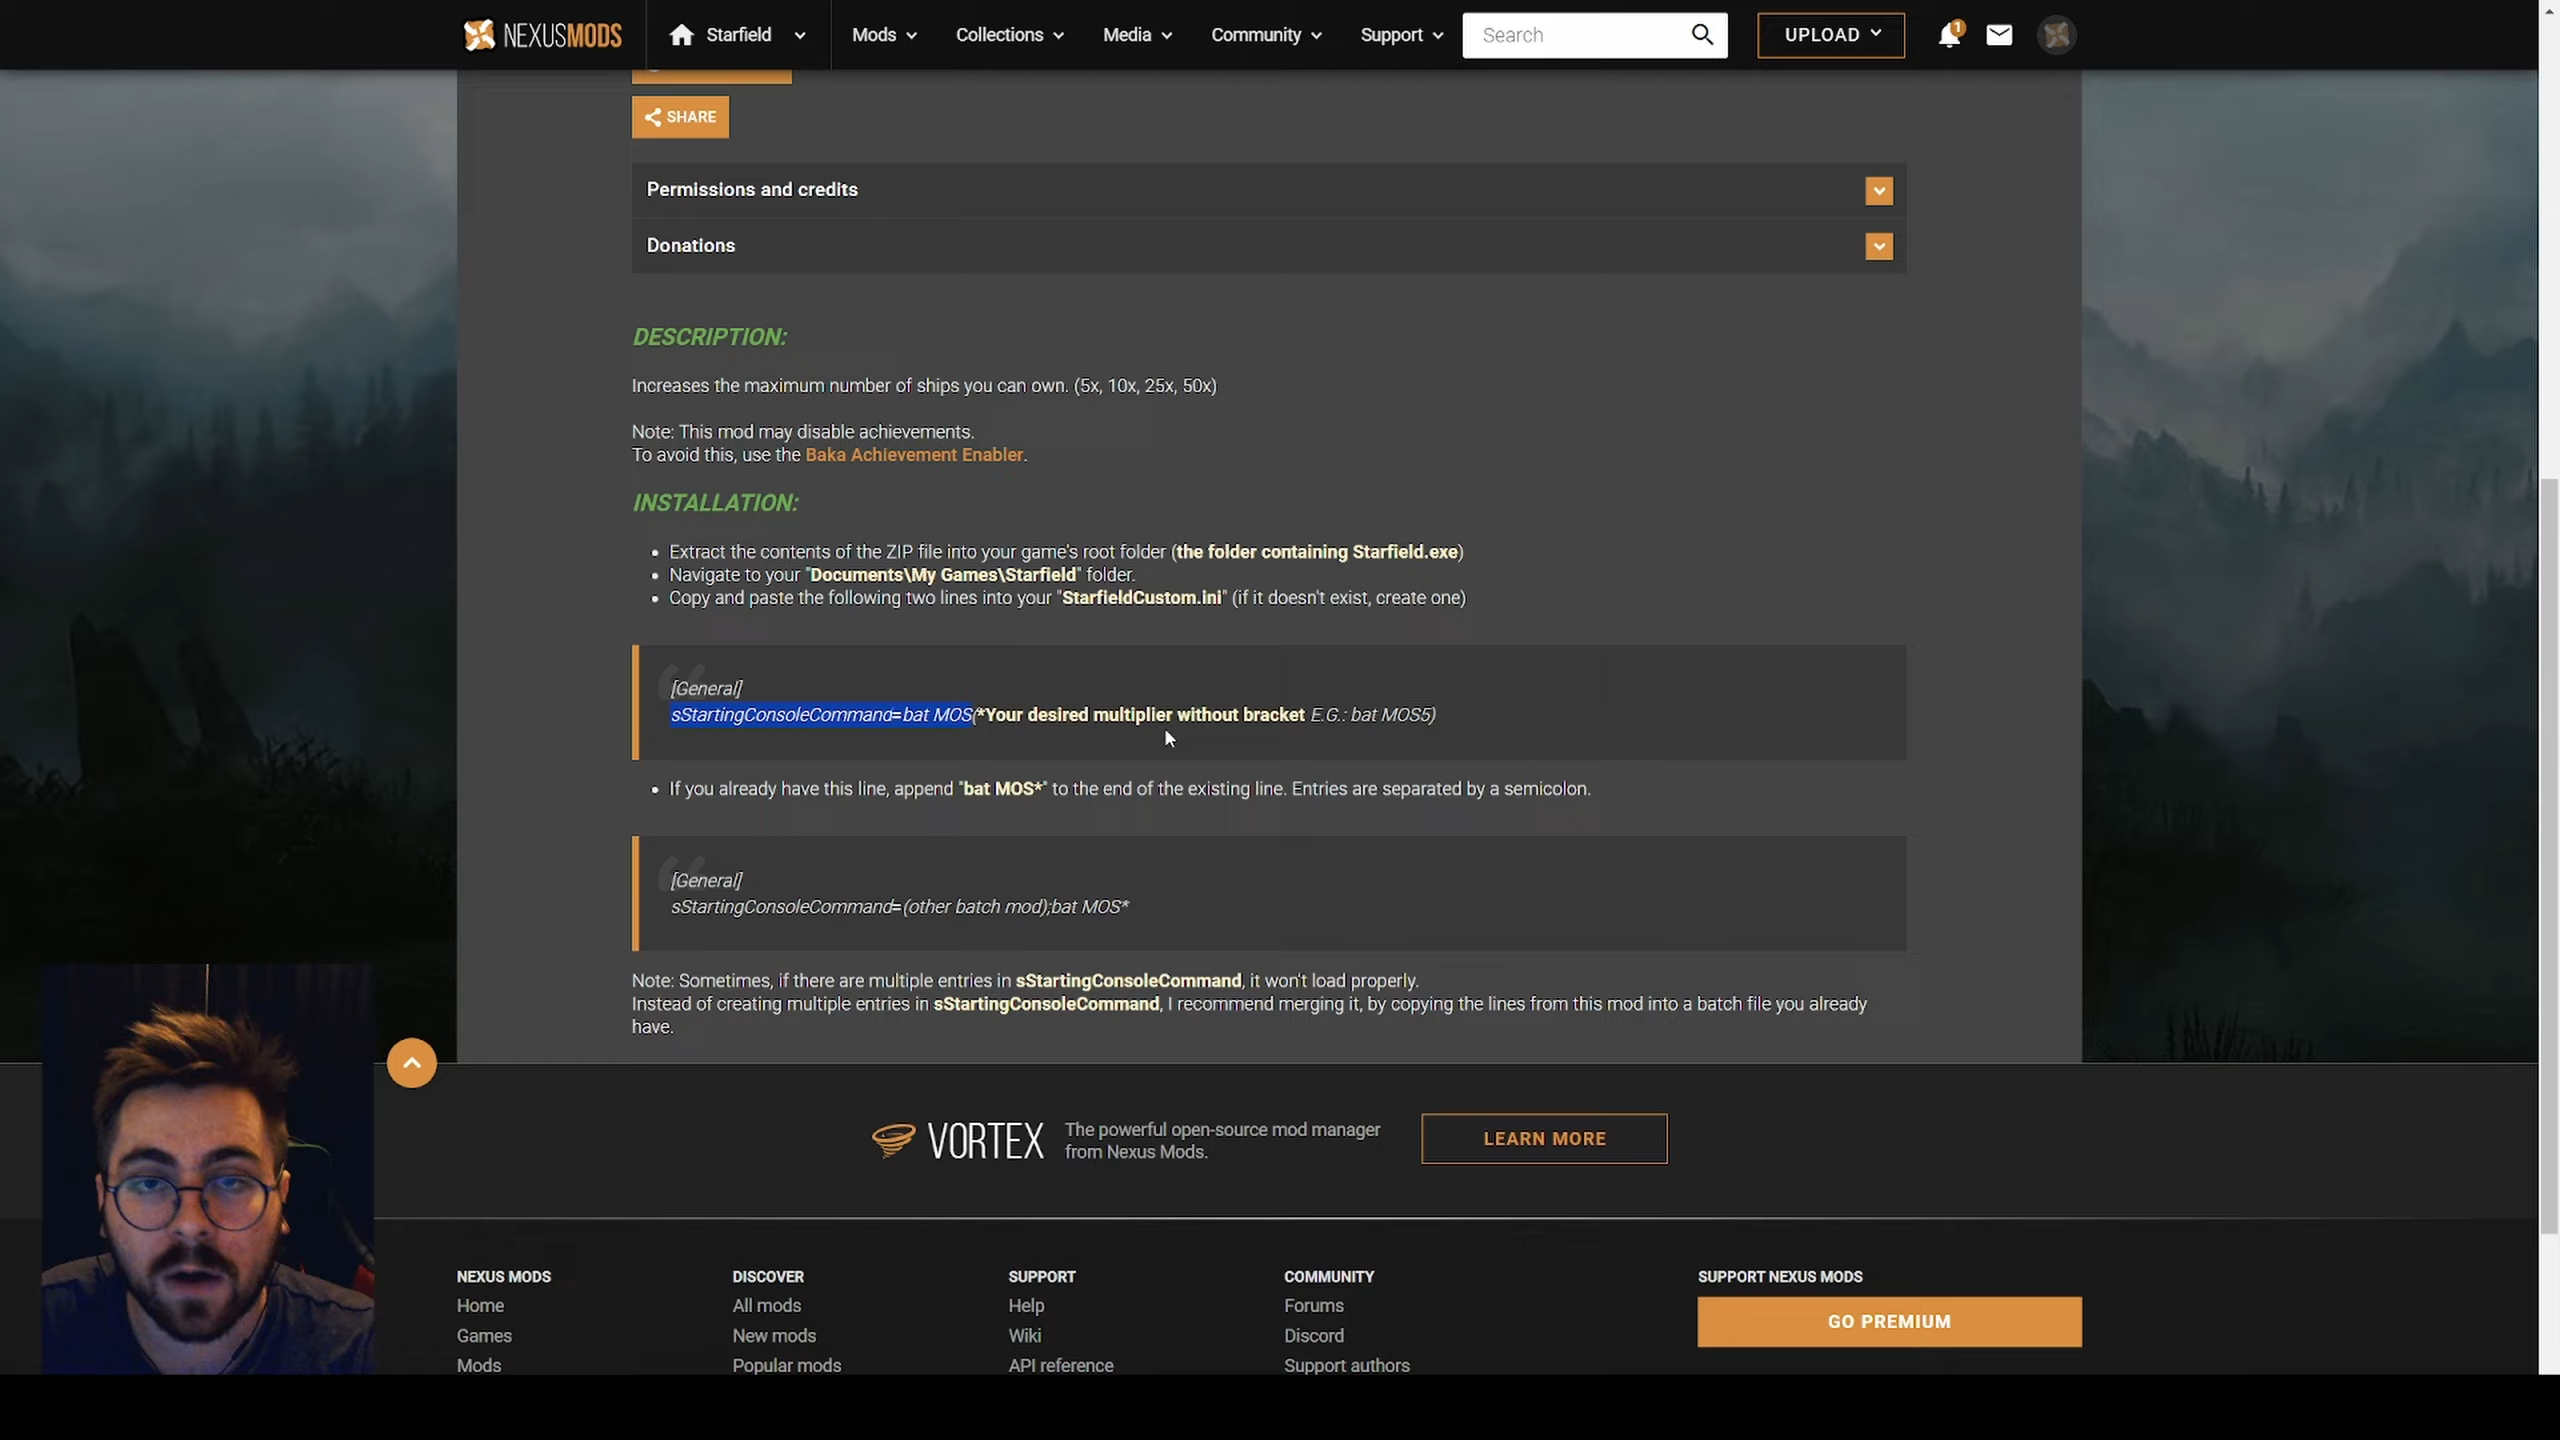 NEXUSMODS
Starfield
Mods
Collections
Media
Community
Support
Search
UPLOAD
1
SHARE
Permissions and credits
Donations
DESCRIPTION:
Increases the maximum number of ships you can own. (5x, 10x, 25x, 50x)
Note: This mod may disable achievements.
To avoid this, use the Baka Achievement Enabler.
INSTALLATION:
Extract the contents of the ZIP file into your game's root folder (the folder containing Starfield.exe)
Navigate to your "Documents\My Games\Starfield" folder.
Copy and paste the following two lines into your "StarfieldCustom.ini" (if it doesn't exist, create one)
[General]
sStartingConsoleCommand=bat MOS(*Your desired multiplier without bracket E.G.: bat MOS5)
If you already have this line, append "bat MOS*" to the end of the existing line. Entries are separated by a semicolon.
[General]
sStartingConsoleCommand=(other batch mod);bat MOS*
Note: Sometimes, if there are multiple entries in sStartingConsoleCommand, it won't load properly.
Instead of creating multiple entries in sStartingConsoleCommand, I recommend merging it, by copying the lines from this mod into a batch file you already
have.
VORTEX
The powerful open-source mod manager
from Nexus Mods.
LEARN MORE
NEXUS MODS
Home
Games
Mods
DISCOVER
All mods
New mods
Popular mods
SUPPORT
Help
Wiki
API reference
COMMUNITY
Forums
Discord
Support authors
SUPPORT NEXUS MODS
GO PREMIUM